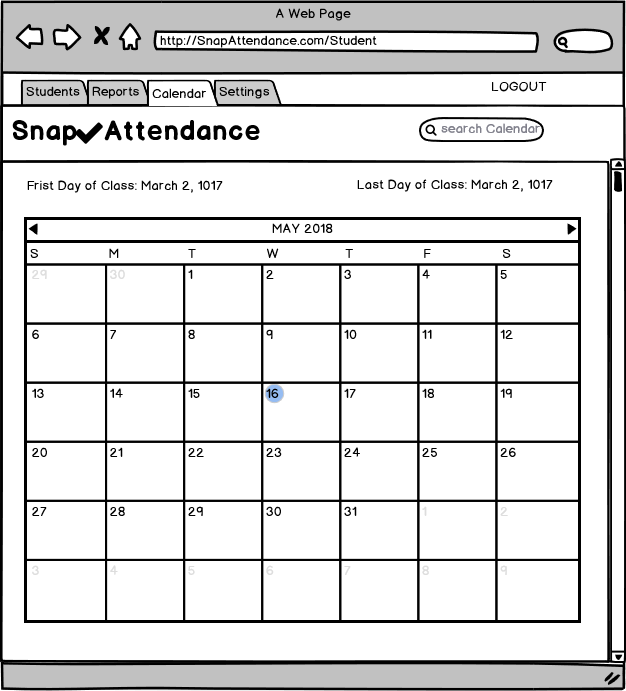 A Web Page
http://SnapAttendance.com/Student
Students Reports Calendar Settings LOGOUT
Snap Attendance search Calendar
Frist Day of Class: March 2, 1017 Last Day of Class: March 2, 1017
MAY 2018
S M T W T F S
29 30 1 2 3 4 5
6 7 8 9 10 11 12
13 14 15 16 17 18 19
20 21 22 23 24 25 26
27 28 29 30 31 1 2
3 4 5 6 7 8 9